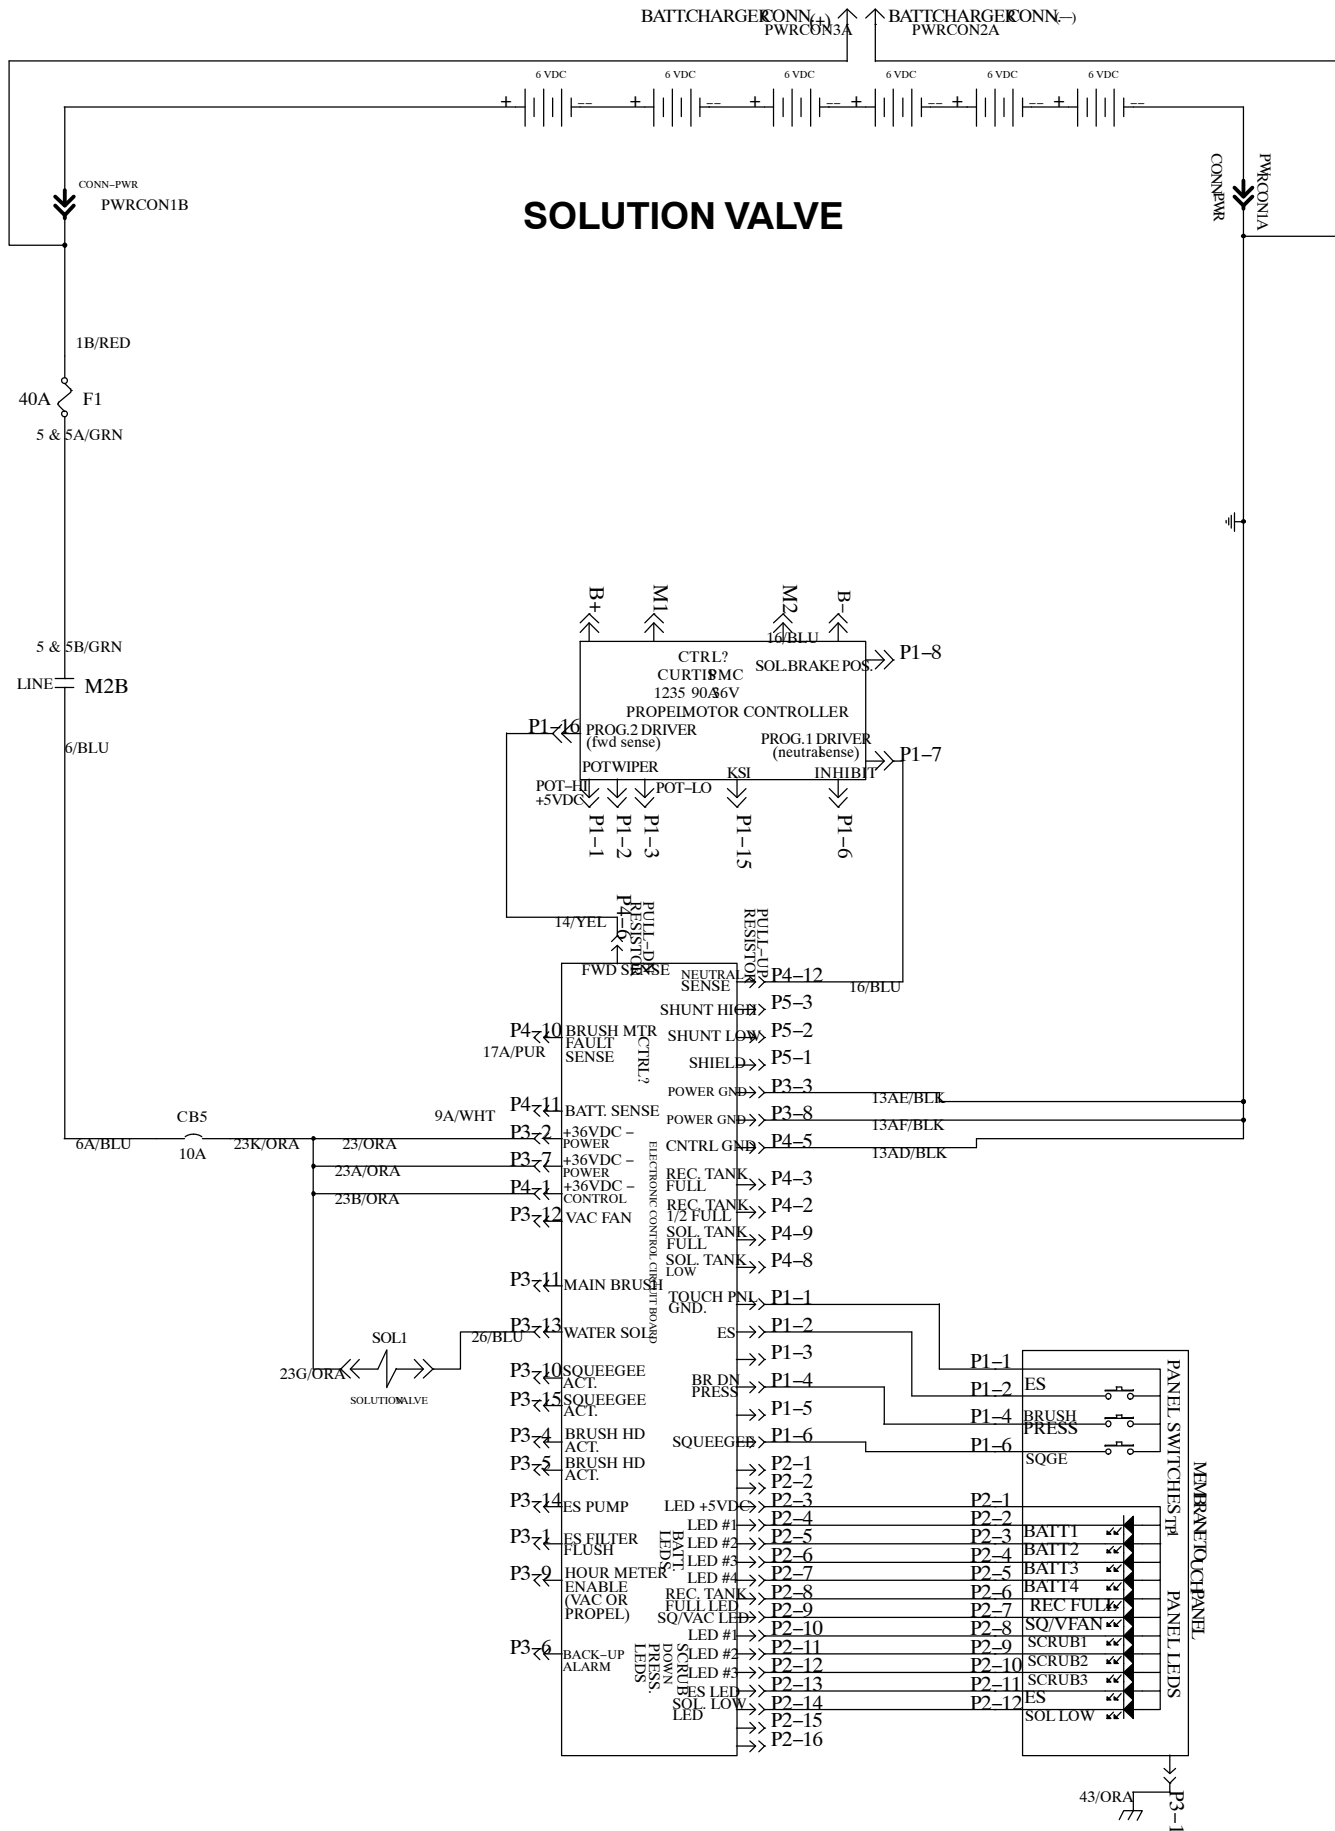 BATT.CHARGER CONN.(+)
PWRCON3A
BATT.CHARGER CONN.(—)
PWRCON2A
6 VDC
6 VDC
6 VDC
6 VDC
6 VDC
6 VDC
+ -- + -- + -- + -- + -- + --
CONN-PWR
PWRCON1B
SOLUTION VALVE
CONN-PWR
PWRCON1A
1B/RED
40A F1
5 & 5A/GRN
5 & 5B/GRN
LINE M2B
6/BLU
B+
M1
M2
B-
16/BLU
CTRL?
CURTIS PMC
1235 90A 36V
PROPEL MOTOR CONTROLLER
SOL.BRAKE POS.
P1-8
P1-16
PROG.2 DRIVER
(fwd sense)
PROG.1 DRIVER
(neutral sense)
P1-7
POT WIPER
KSI
INHIBIT
POT-HI
+5VDC
POT-LO
P1-1
P1-2
P1-3
P1-15
P1-6
14/YEL
P4-6
PULL-DN
RESISTOR
PULL-UP
RESISTOR
FWD SENSE
NEUTRAL
SENSE
P4-12
16/BLU
SHUNT HIGH
P5-3
P4-10
BRUSH MTR
FAULT
SENSE
17A/PUR
CTRL?
SHUNT LOW
P5-2
SHIELD
P5-1
POWER GND
P3-3
13AE/BLK
P4-11
BATT. SENSE
9A/WHT
POWER GND
P3-8
13AF/BLK
CB5
10A
6A/BLU
23K/ORA
23/ORA
P3-2
+36VDC -
POWER
CNTRL GND
P4-5
13AD/BLK
23A/ORA
P3-7
+36VDC -
POWER
REC. TANK
FULL
P4-3
23B/ORA
P4-1
+36VDC -
CONTROL
REC. TANK
1/2 FULL
P4-2
P3-12
VAC FAN
ELECTRONIC CONTROL CIRCUIT BOARD
SOL. TANK
FULL
P4-9
SOL. TANK
LOW
P4-8
P3-11
MAIN BRUSH
TOUCH PNL
GND.
P1-1
P3-13
WATER SOL
26/BLU
ES
P1-2
SOL1
SOLUTION VALVE
23G/ORA
P1-3
P3-10
SQUEEGEE
ACT.
BR DN
PRESS
P1-4
P3-15
SQUEEGEE
ACT.
P1-5
P3-4
BRUSH HD
ACT.
SQUEEGEE
P1-6
P3-5
BRUSH HD
ACT.
P2-1
P2-2
P3-14
ES PUMP
LED +5VDC
P2-3
LED #1
P2-4
P3-1
ES FILTER
FLUSH
BATT.
LEDS
LED #2
P2-5
LED #3
P2-6
P3-9
HOUR METER
ENABLE
(VAC OR
PROPEL)
LED #4
P2-7
REC. TANK
FULL LED
P2-8
SQ/VAC LED
P2-9
LED #1
P2-10
P3-6
BACK-UP
ALARM
SCRUB
DOWN
PRESS.
LEDS
LED #2
P2-11
LED #3
P2-12
ES LED
P2-13
SOL. LOW
LED
P2-14
P2-15
P2-16
P1-1
P1-2
ES
P1-4
BRUSH
PRESS
P1-6
SQGE
PANEL SWITCHES
TP1
MEMBRANE TOUCH PANEL
PANEL LEDS
P2-1
P2-2
P2-3
BATT1
P2-4
BATT2
P2-5
BATT3
P2-6
BATT4
P2-7
REC FULL
P2-8
SQ/VFAN
P2-9
SCRUB1
P2-10
SCRUB2
P2-11
SCRUB3
P2-12
ES
SOL LOW
43/ORA
P3-1